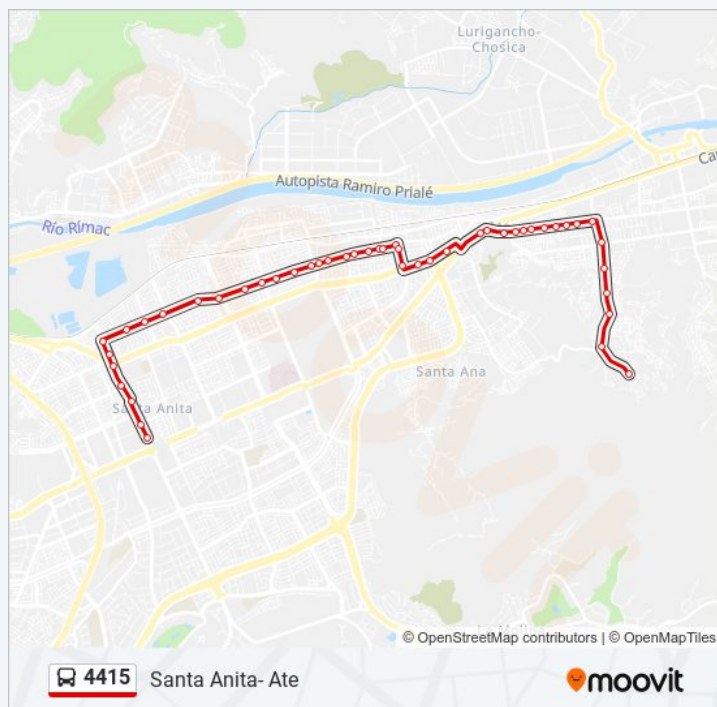 Lurigancho-
Chosica
Autopista Ramiro Prialé
Río Rímac
Santa Ana
Santa Anita
© OpenStreetMap contributors | © OpenMapTiles
4415 Santa Anita- Ate
moovit